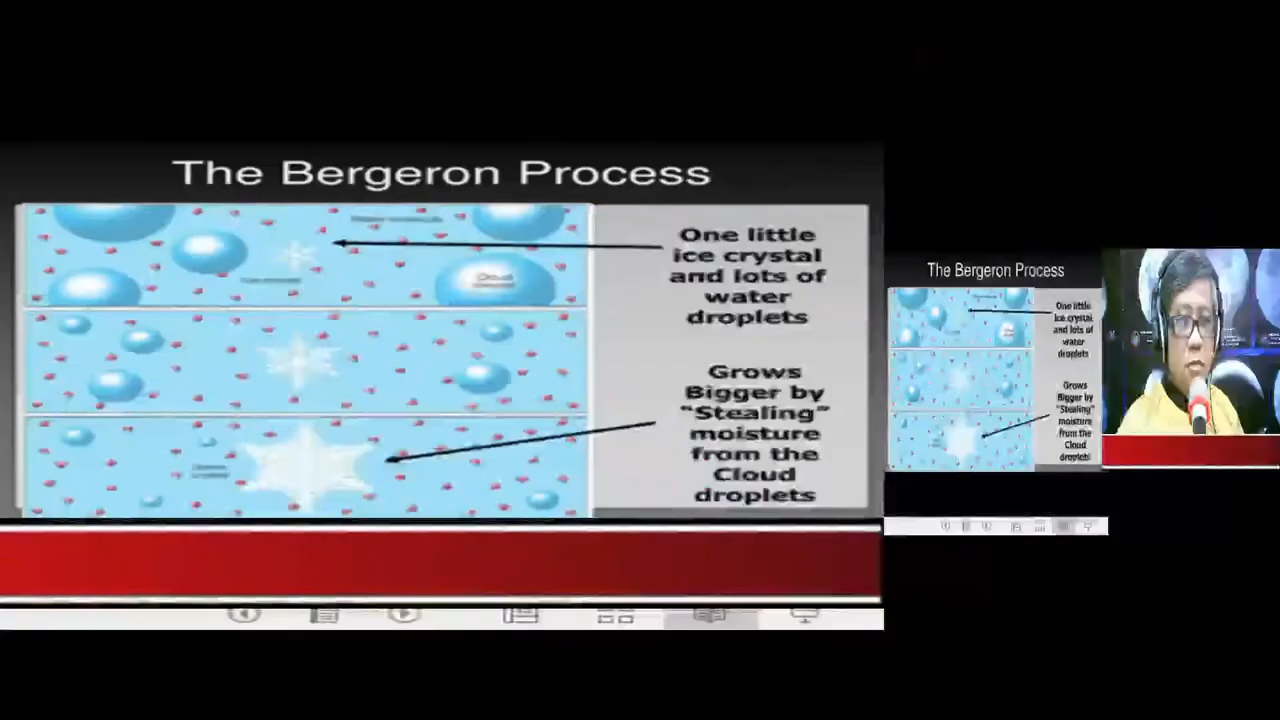 The Bergeron Process
One little
ice crystal
and lots of
water
droplets
Grows
Bigger by
“Stealing”
moisture
from the
Cloud
droplets
The Bergeron Process
One little
ice crystal
and lots of
water
droplets
Grows
Bigger by
“Stealing”
moisture
from the
Cloud
droplets